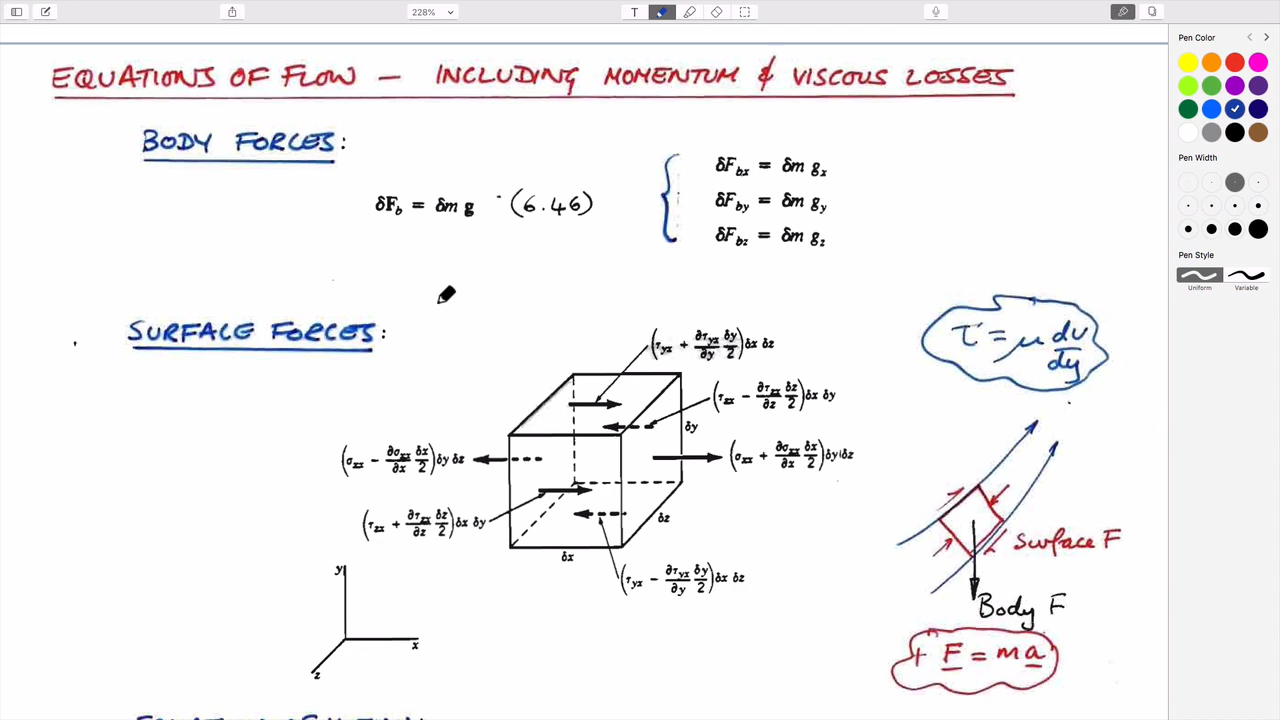 228%
T
Pen Color
EQUATIONS OF FLOW — INCLUDING MOMENTUM & VISCOUS LOSSES
BODY FORCES:
δF_b = δm g - (6.46)
δF_bx = δm g_x
δF_by = δm g_y
δF_bz = δm g_z
Pen Width
Pen Style
Uniform Variable
SURFACE FORCES:
τ = μ dv/dy
(τ_yx + ∂τ_yx/∂y δy/2)δx δz
(τ_zx − ∂τ_zx/∂z δz/2)δx δy
δy
(σ_xx − ∂σ_xx/∂x δx/2)δy δz
(σ_xx + ∂σ_xx/∂x δx/2)δy δz
(τ_zx + ∂τ_zx/∂z δz/2)δx δy
δz
δx
(τ_yx − ∂τ_yx/∂y δy/2)δx δz
y
x
z
Surface F
Body F
+ F = ma